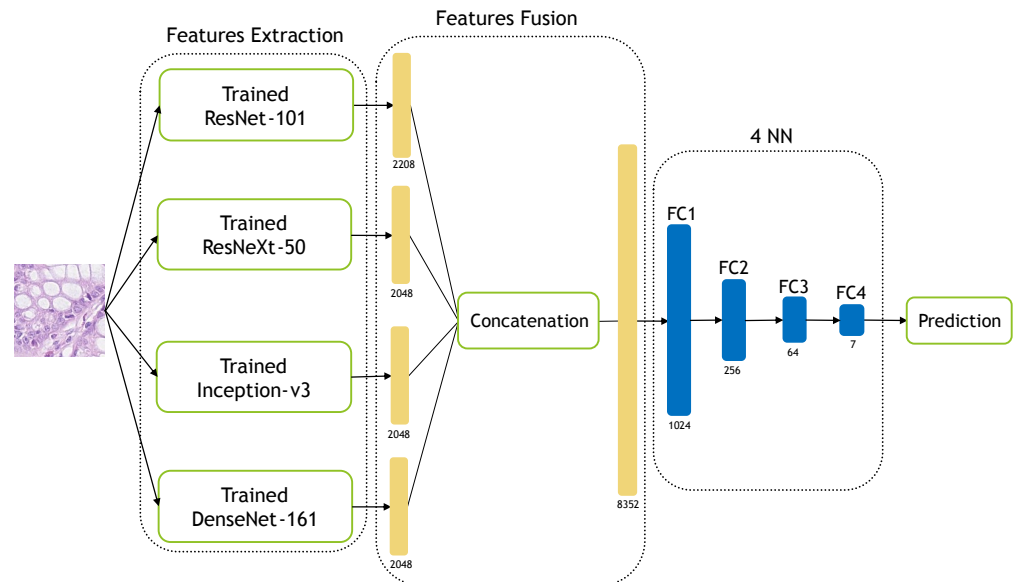 Features Extraction
Features Fusion
4 NN
Trained
ResNet-101
2208
Trained
ResNeXt-50
2048
Trained
Inception-v3
2048
Trained
DenseNet-161
2048
Concatenation
8352
FC1
1024
FC2
256
FC3
64
FC4
7
Prediction